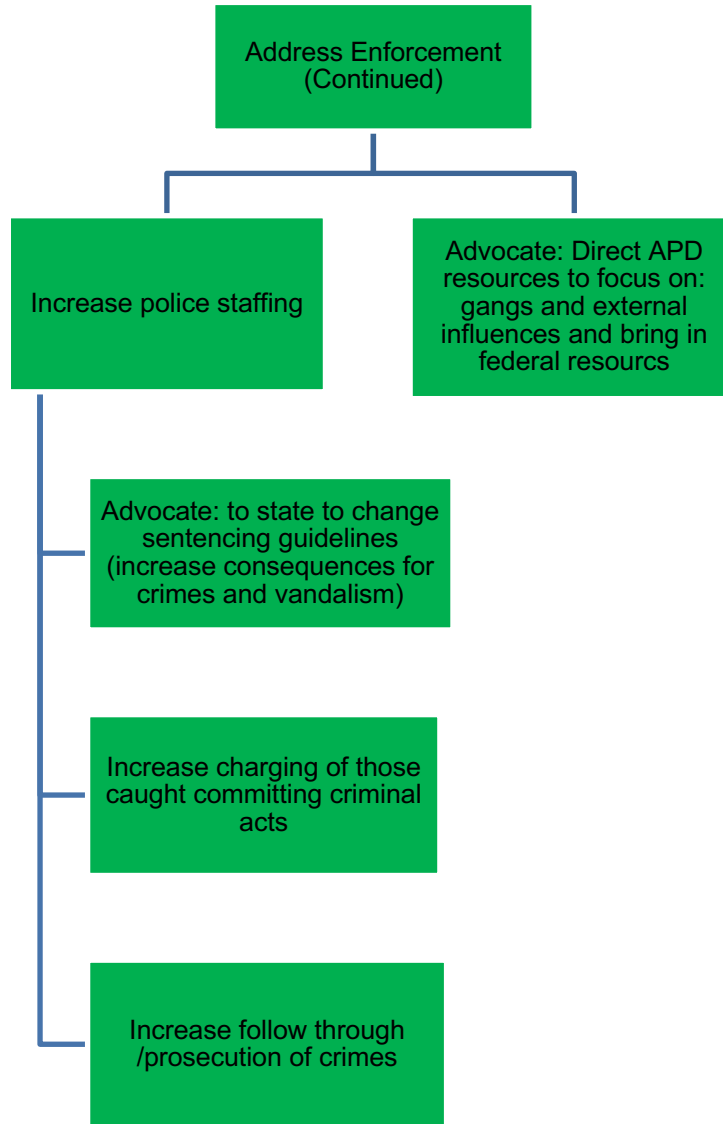 Address Enforcement
(Continued)
Increase police staffing
Advocate: Direct APD
resources to focus on:
gangs and external
influences and bring in
federal resourcs
Advocate: to state to change
sentencing guidelines
(increase consequences for
crimes and vandalism)
Increase charging of those
caught committing criminal
acts
Increase follow through
/prosecution of crimes